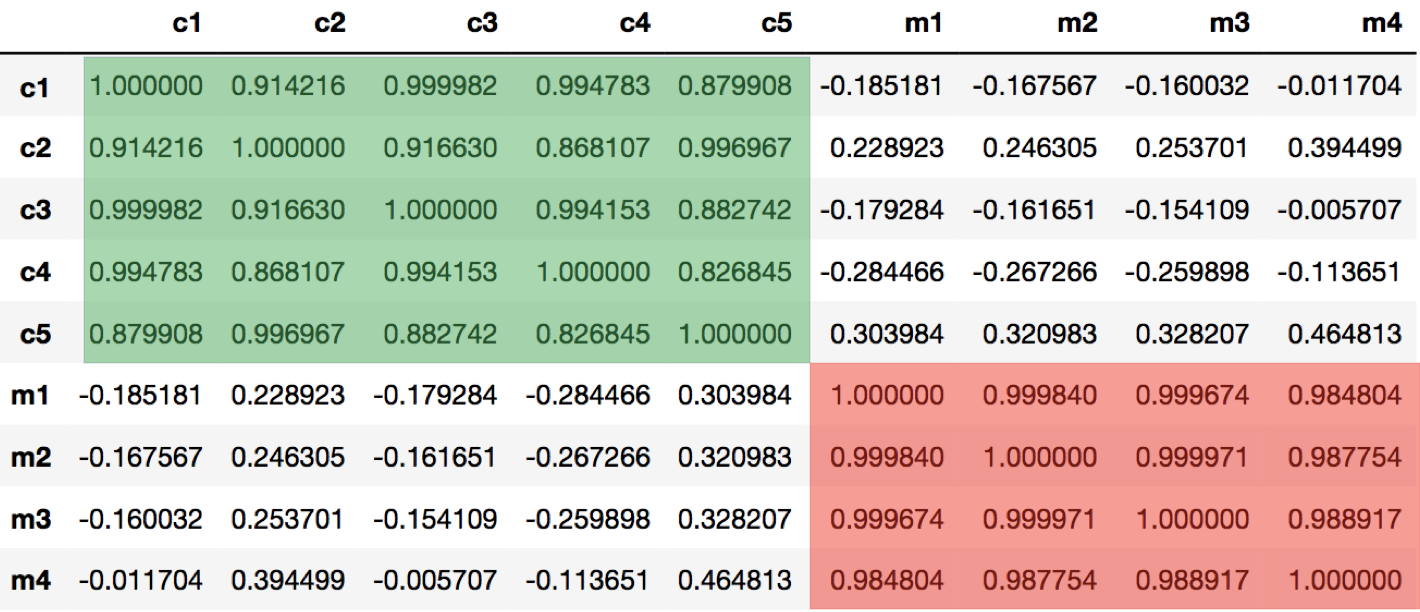 c1 c2 c3 c4 c5 m1 m2 m3 m4
c1 1.000000 0.914216 0.999982 0.994783 0.879908 -0.185181 -0.167567 -0.160032 -0.011704
c2 0.914216 1.000000 0.916630 0.868107 0.996967 0.228923 0.246305 0.253701 0.394499
c3 0.999982 0.916630 1.000000 0.994153 0.882742 -0.179284 -0.161651 -0.154109 -0.005707
c4 0.994783 0.868107 0.994153 1.000000 0.826845 -0.284466 -0.267266 -0.259898 -0.113651
c5 0.879908 0.996967 0.882742 0.826845 1.000000 0.303984 0.320983 0.328207 0.464813
m1 -0.185181 0.228923 -0.179284 -0.284466 0.303984 1.000000 0.999840 0.999674 0.984804
m2 -0.167567 0.246305 -0.161651 -0.267266 0.320983 0.999840 1.000000 0.999971 0.987754
m3 -0.160032 0.253701 -0.154109 -0.259898 0.328207 0.999674 0.999971 1.000000 0.988917
m4 -0.011704 0.394499 -0.005707 -0.113651 0.464813 0.984804 0.987754 0.988917 1.000000